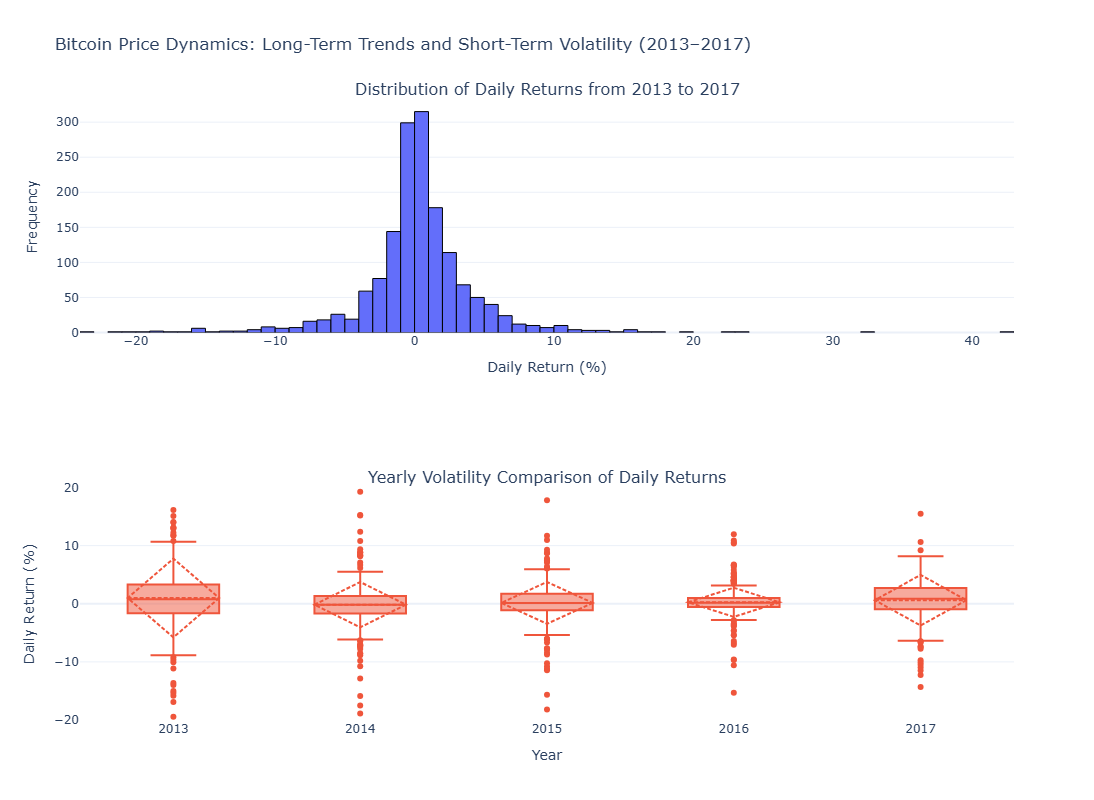 Bitcoin Price Dynamics: Long-Term Trends and Short-Term Volatility (2013–2017)
Distribution of Daily Returns from 2013 to 2017
300
250
200
150
100
50
0
Frequency
−20 −10 0 10 20 30 40
Daily Return (%)
Yearly Volatility Comparison of Daily Returns
20
10
0
−10
−20
Daily Return (%)
2013 2014 2015 2016 2017
Year